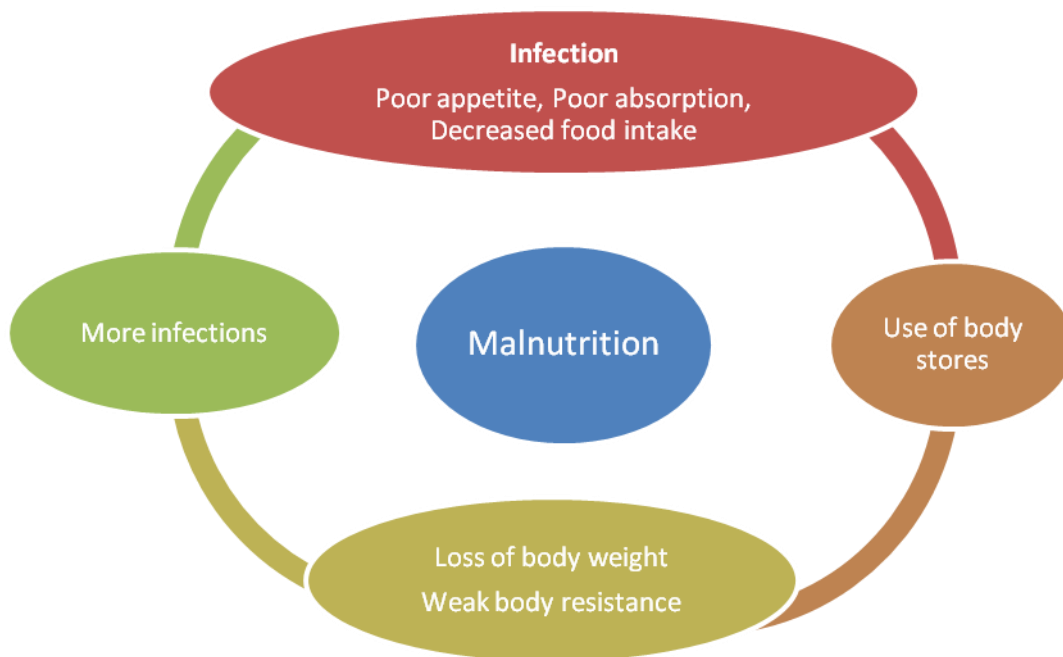 Infection
Poor appetite, Poor absorption,
Decreased food intake
More infections
Malnutrition
Use of body
stores
Loss of body weight
Weak body resistance